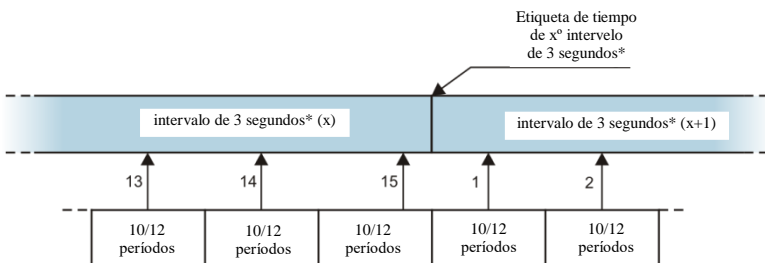 Etiqueta de tiempo
de xº intervelo
de 3 segundos*
intervalo de 3 segundos* (x)
intervalo de 3 segundos* (x+1)
13
14
15
1
2
10/12
períodos
10/12
períodos
10/12
períodos
10/12
períodos
10/12
períodos